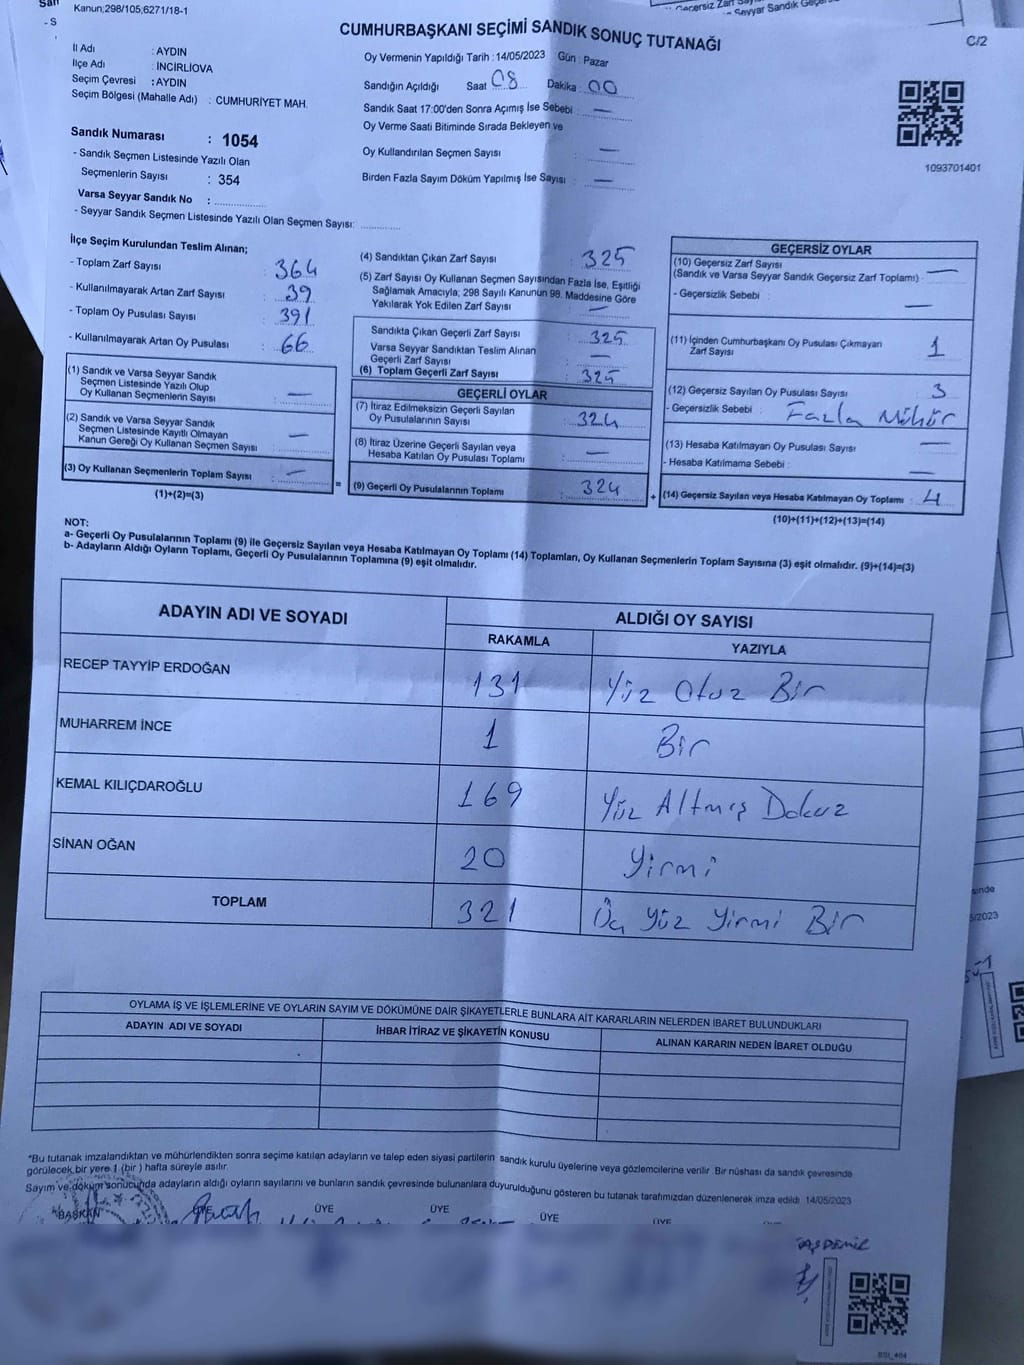 Kanun;298/105,6271/18-1
CUMHURBAŞKANI SEÇİMİ SANDIK SONUÇ TUTANAĞI
C/2
İl Adı : AYDIN
İlçe Adı : İNCİRLİOVA
Seçim Çevresi : AYDIN
Seçim Bölgesi (Mahalle Adı) : CUMHURİYET MAH.
Sandık Numarası : 1054
- Sandık Seçmen Listesinde Yazılı Olan
Seçmenlerin Sayısı : 354
Varsa Seyyar Sandık No :
- Seyyar Sandık Seçmen Listesinde Yazılı Olan Seçmen Sayısı:
Oy Vermenin Yapıldığı Tarih : 14/05/2023 Gün : Pazar
Sandığın Açıldığı Saat 08 Dakika : 00
Sandık Saat 17:00'den Sonra Açımış İse Sebebi : —
Oy Verme Saati Bitiminde Sırada Bekleyen ve
Oy Kullandırılan Seçmen Sayısı : —
Birden Fazla Sayım Döküm Yapılmış İse Sayısı : —
1093701401
İlçe Seçim Kurulundan Teslim Alınan;
- Toplam Zarf Sayısı : 364
- Kullanılmayarak Artan Zarf Sayısı : 39
- Toplam Oy Pusulası Sayısı : 391
- Kullanılmayarak Artan Oy Pusulası : 66
(1) Sandık ve Varsa Seyyar Sandık
Seçmen Listesinde Yazılı Olup
Oy Kullanan Seçmenlerin Sayısı : —
(2) Sandık ve Varsa Seyyar Sandık
Seçmen Listesinde Kayıtlı Olmayan
Kanun Gereği Oy Kullanan Seçmen Sayısı : —
(3) Oy Kullanan Seçmenlerin Toplam Sayısı : —
(1)+(2)=(3)
(4) Sandıktan Çıkan Zarf Sayısı : 325
(5) Zarf Sayısı Oy Kullanan Seçmen Sayısından Fazla İse, Eşitliği
Sağlamak Amacıyla; 298 Sayılı Kanunun 98. Maddesine Göre
Yakılarak Yok Edilen Zarf Sayısı : —
Sandıkta Çıkan Geçerli Zarf Sayısı : 325
Varsa Seyyar Sandıktan Teslim Alınan
Geçerli Zarf Sayısı : —
(6) Toplam Geçerli Zarf Sayısı : 325
GEÇERLİ OYLAR
(7) İtiraz Edilmeksizin Geçerli Sayılan
Oy Pusulalarının Sayısı : 324
(8) İtiraz Üzerine Geçerli Sayılan veya
Hesaba Katılan Oy Pusulası Toplamı : —
= (9) Geçerli Oy Pusulalarının Toplamı : 324
GEÇERSİZ OYLAR
(10) Geçersiz Zarf Sayısı
(Sandık ve Varsa Seyyar Sandık Geçersiz Zarf Toplamı) : —
- Geçersizlik Sebebi : —
(11) İçinden Cumhurbaşkanı Oy Pusulası Çıkmayan
Zarf Sayısı : 1
(12) Geçersiz Sayılan Oy Pusulası Sayısı : 3
- Geçersizlik Sebebi : Fazla Mühür
(13) Hesaba Katılmayan Oy Pusulası Sayısı : —
- Hesaba Katılmama Sebebi : —
+ (14) Geçersiz Sayılan veya Hesaba Katılmayan Oy Toplamı : 4
(10)+(11)+(12)+(13)=(14)
NOT:
a- Geçerli Oy Pusulalarının Toplamı (9) ile Geçersiz Sayılan veya Hesaba Katılmayan Oy Toplamı (14) Toplamları, Oy Kullanan Seçmenlerin Toplam Sayısına (3) eşit olmalıdır. (9)+(14)=(3)
b- Adayların Aldığı Oyların Toplamı, Geçerli Oy Pusulalarının Toplamına (9) eşit olmalıdır.
ADAYIN ADI VE SOYADI
ALDIĞI OY SAYISI
RAKAMLA YAZIYLA
RECEP TAYYİP ERDOĞAN 131 Yüz Otuz Bir
MUHARREM İNCE 1 Bir
KEMAL KILIÇDAROĞLU 169 Yüz Altmış Dokuz
SİNAN OĞAN 20 Yirmi
TOPLAM 321 Üç Yüz Yirmi Bir
OYLAMA İŞ VE İŞLEMLERİNE VE OYLARIN SAYIM VE DÖKÜMÜNE DAİR ŞİKAYETLERLE BUNLARA AİT KARARLARIN NELERDEN İBARET BULUNDUKLARI
ADAYIN ADI VE SOYADI İHBAR İTİRAZ VE ŞİKAYETİN KONUSU ALINAN KARARIN NEDEN İBARET OLDUĞU
*Bu tutanak imzalandıktan ve mühürlendikten sonra seçime katılan adayların ve talep eden siyasi partilerin sandık kurulu üyelerine veya gözlemcilerine verilir. Bir nüshası da sandık çevresinde
görülecek bir yere 1 (bir ) hafta süreyle asılır.
Sayım ve döküm sonucunda adayların aldığı oyların sayılarını ve bunların sandık çevresinde bulunanlara duyurulduğunu gösteren bu tutanak tarafımızdan düzenlenerek imza edildi. 14/05/2023
BAŞKAN ÜYE ÜYE ÜYE ÜYE